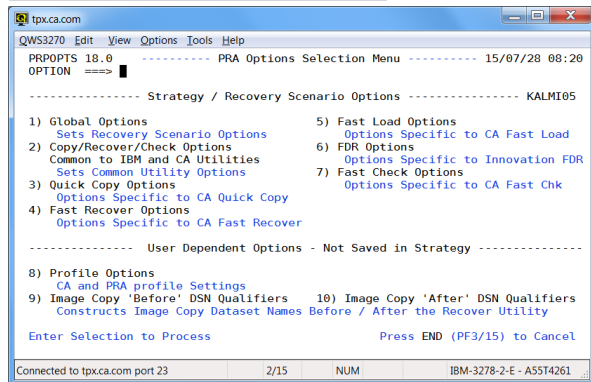 tpx.ca.com
QWS3270 Edit View Options Tools Help
PRPOPTS 18.0 ---------- PRA Options Selection Menu ---------- 15/07/28 08:20
OPTION ===>
---------------- Strategy / Recovery Scenario Options ---------------- KALMI05
1) Global Options
Sets Recovery Scenario Options
2) Copy/Recover/Check Options
Common to IBM and CA Utilities
Sets Common Utility Options
3) Quick Copy Options
Options Specific to CA Quick Copy
4) Fast Recover Options
Options Specific to CA Fast Recover
5) Fast Load Options
Options Specific to CA Fast Load
6) FDR Options
Options Specific to Innovation FDR
7) Fast Check Options
Options Specific to CA Fast Chk
--------------- User Dependent Options - Not Saved in Strategy ---------------
8) Profile Options
CA and PRA profile Settings
9) Image Copy 'Before' DSN Qualifiers 10) Image Copy 'After' DSN Qualifiers
Constructs Image Copy Dataset Names Before / After the Recover Utility
Enter Selection to Process Press END (PF3/15) to Cancel
Connected to tpx.ca.com port 23 2/15 NUM IBM-3278-2-E - A55T4261